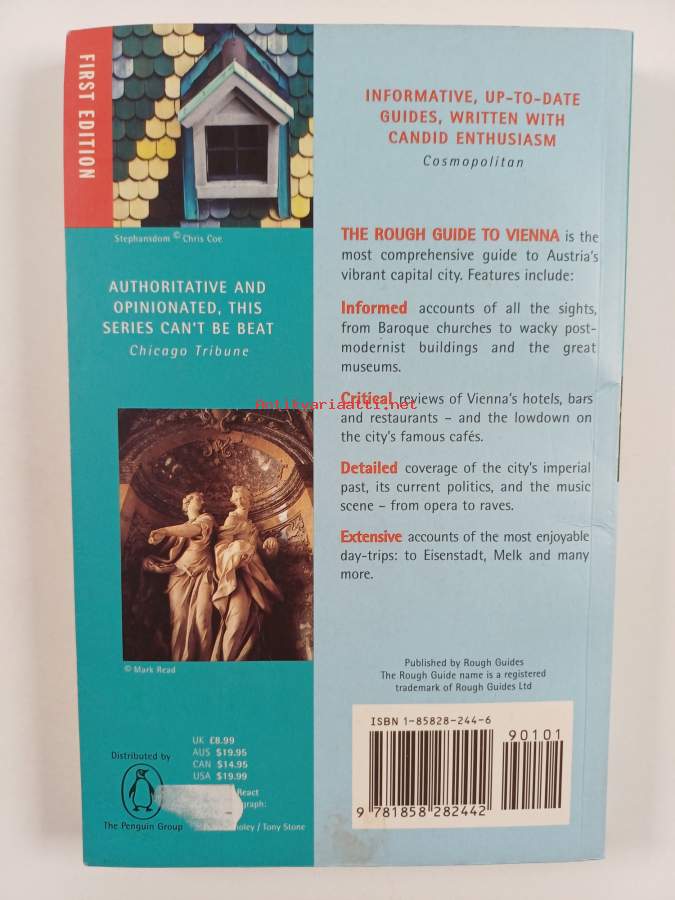 FIRST EDITION
Stephansdom © Chris Coe
AUTHORITATIVE AND
OPINIONATED, THIS
SERIES CAN'T BE BEAT
Chicago Tribune
© Mark Read
UK £8.99
AUS $19.95
CAN $14.95
USA $19.99
React
Distributed by
The Penguin Group
/ Tony Stone
INFORMATIVE, UP-TO-DATE
GUIDES, WRITTEN WITH
CANDID ENTHUSIASM
Cosmopolitan
THE ROUGH GUIDE TO VIENNA is the
most comprehensive guide to Austria's
vibrant capital city. Features include:
Informed accounts of all the sights,
from Baroque churches to wacky post-
modernist buildings and the great
museums.
Antikvariaatti.net
Critical reviews of Vienna's hotels, bars
and restaurants – and the lowdown on
the city's famous cafés.
Detailed coverage of the city's imperial
past, its current politics, and the music
scene – from opera to raves.
Extensive accounts of the most enjoyable
day-trips: to Eisenstadt, Melk and many
more.
Published by Rough Guides
The Rough Guide name is a registered
trademark of Rough Guides Ltd
ISBN 1-85828-244-6
90101
9 781858 282442